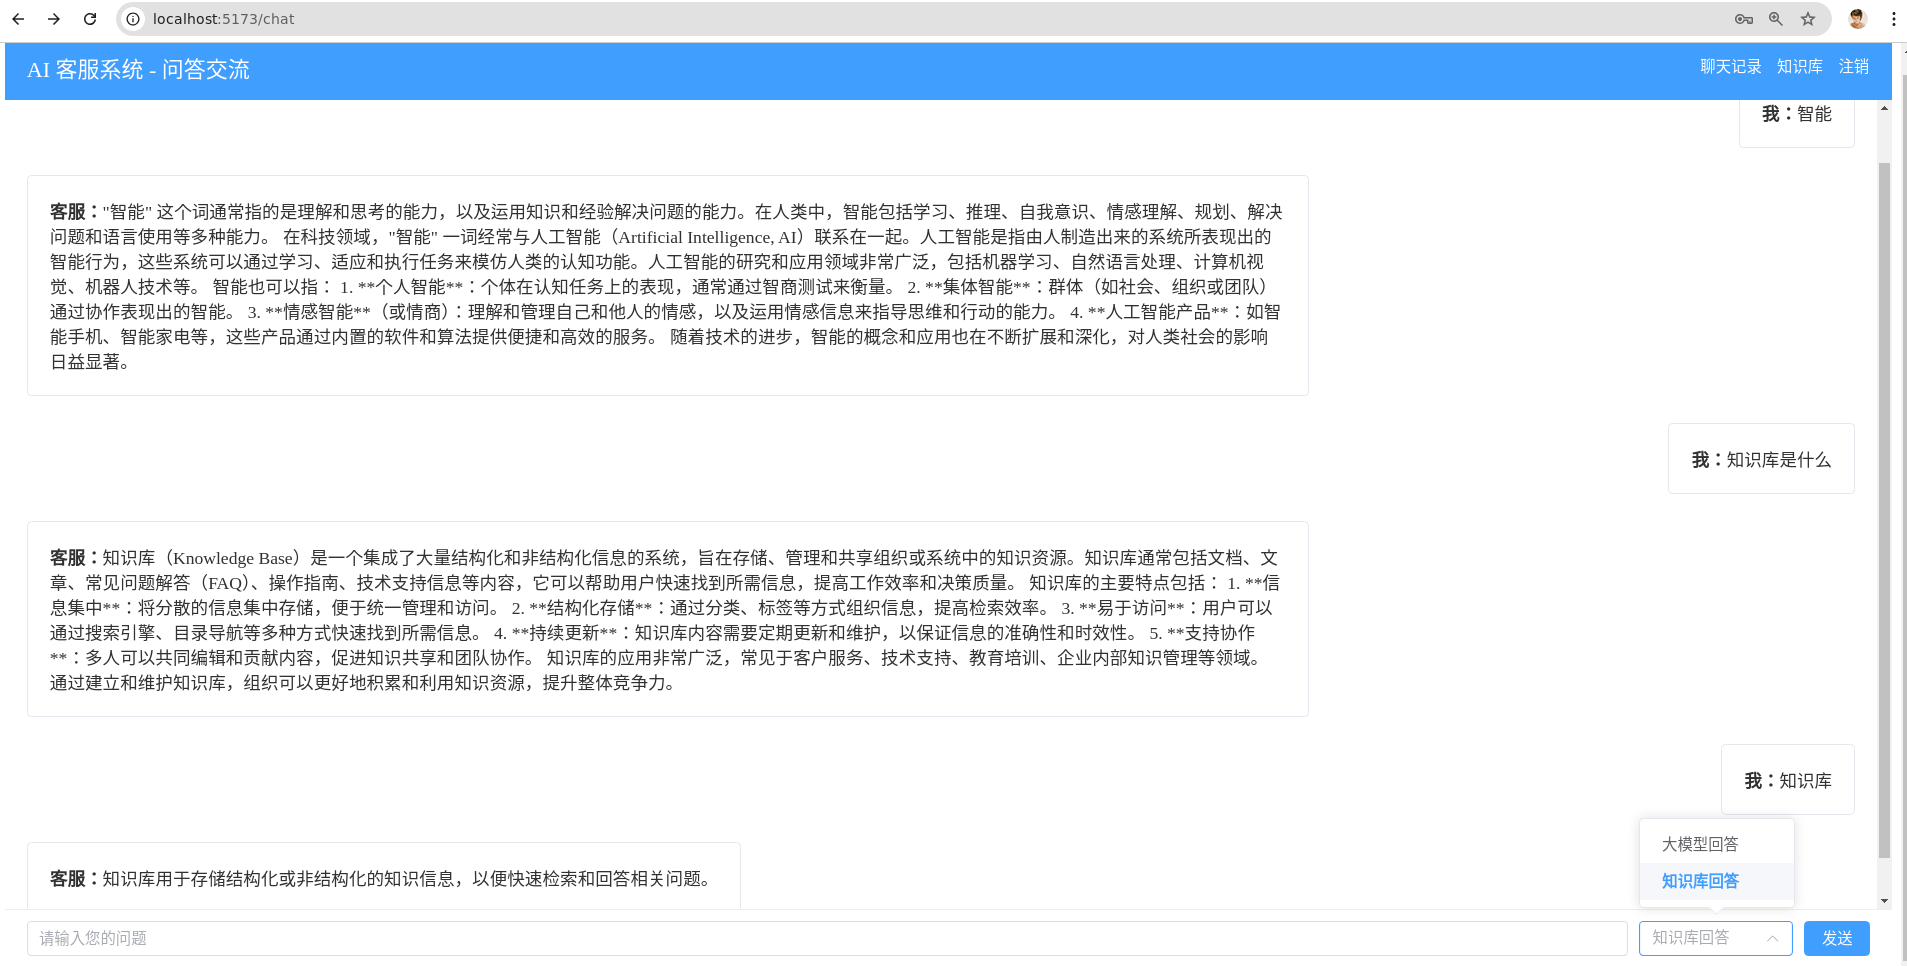 localhost:5173/chat
AI 客服系统 - 问答交流
聊天记录 知识库 注销
我：智能
客服："智能" 这个词通常指的是理解和思考的能力，以及运用知识和经验解决问题的能力。在人类中，智能包括学习、推理、自我意识、情感理解、规划、解决
问题和语言使用等多种能力。 在科技领域，"智能" 一词经常与人工智能（Artificial Intelligence, AI）联系在一起。人工智能是指由人制造出来的系统所表现出的
智能行为，这些系统可以通过学习、适应和执行任务来模仿人类的认知功能。人工智能的研究和应用领域非常广泛，包括机器学习、自然语言处理、计算机视
觉、机器人技术等。 智能也可以指： 1. **个人智能**：个体在认知任务上的表现，通常通过智商测试来衡量。 2. **集体智能**：群体（如社会、组织或团队）
通过协作表现出的智能。 3. **情感智能**（或情商）：理解和管理自己和他人的情感，以及运用情感信息来指导思维和行动的能力。 4. **人工智能产品**：如智
能手机、智能家电等，这些产品通过内置的软件和算法提供便捷和高效的服务。 随着技术的进步，智能的概念和应用也在不断扩展和深化，对人类社会的影响
日益显著。
我：知识库是什么
客服：知识库（Knowledge Base）是一个集成了大量结构化和非结构化信息的系统，旨在存储、管理和共享组织或系统中的知识资源。知识库通常包括文档、文
章、常见问题解答（FAQ）、操作指南、技术支持信息等内容，它可以帮助用户快速找到所需信息，提高工作效率和决策质量。 知识库的主要特点包括： 1. **信
息集中**：将分散的信息集中存储，便于统一管理和访问。 2. **结构化存储**：通过分类、标签等方式组织信息，提高检索效率。 3. **易于访问**：用户可以
通过搜索引擎、目录导航等多种方式快速找到所需信息。 4. **持续更新**：知识库内容需要定期更新和维护，以保证信息的准确性和时效性。 5. **支持协作
**：多人可以共同编辑和贡献内容，促进知识共享和团队协作。 知识库的应用非常广泛，常见于客户服务、技术支持、教育培训、企业内部知识管理等领域。
通过建立和维护知识库，组织可以更好地积累和利用知识资源，提升整体竞争力。
我：知识库
客服：知识库用于存储结构化或非结构化的知识信息，以便快速检索和回答相关问题。
大模型回答
知识库回答
请输入您的问题
知识库回答
发送